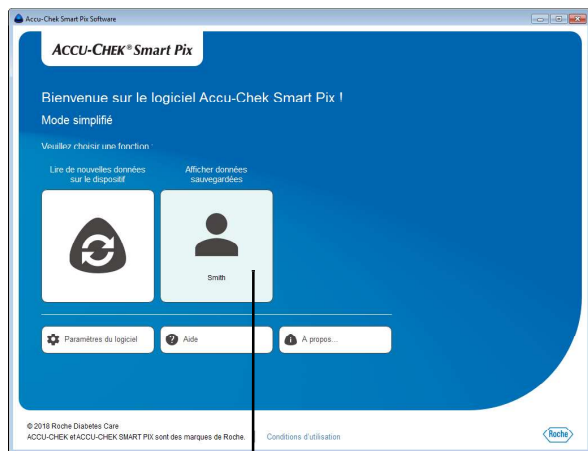 Accu-Chek Smart Pix Software
ACCU-CHEK® Smart Pix
Bienvenue sur le logiciel Accu-Chek Smart Pix !
Mode simplifié
Veuillez choisir une fonction :
Lire de nouvelles données
sur le dispositif
Afficher données
sauvegardées
Smith
Paramètres du logiciel
Aide
A propos...
© 2018 Roche Diabetes Care
ACCU-CHEK et ACCU-CHEK SMART PIX sont des marques de Roche.
Conditions d'utilisation
Roche